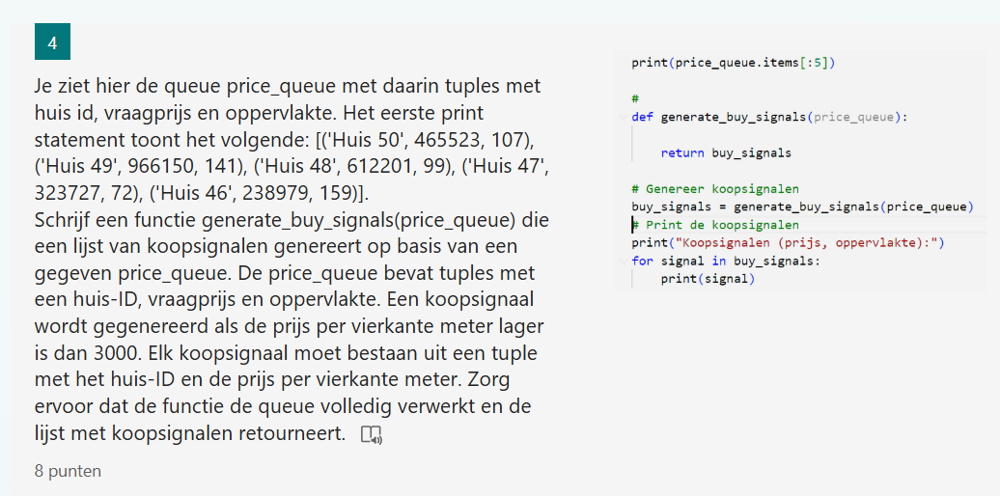 4
Je ziet hier de queue price_queue met daarin tuples met
huis id, vraagprijs en oppervlakte. Het eerste print
statement toont het volgende: [('Huis 50', 465523, 107),
('Huis 49', 966150, 141), ('Huis 48', 612201, 99), ('Huis 47',
323727, 72), ('Huis 46', 238979, 159)].
Schrijf een functie generate_buy_signals(price_queue) die
een lijst van koopsignalen genereert op basis van een
gegeven price_queue. De price_queue bevat tuples met
een huis-ID, vraagprijs en oppervlakte. Een koopsignaal
wordt gegenereerd als de prijs per vierkante meter lager
is dan 3000. Elk koopsignaal moet bestaan uit een tuple
met het huis-ID en de prijs per vierkante meter. Zorg
ervoor dat de functie de queue volledig verwerkt en de
lijst met koopsignalen retourneert.
8 punten
print(price_queue.items[:5])
#
def generate_buy_signals(price_queue):
    return buy_signals
# Genereer koopsignalen
buy_signals = generate_buy_signals(price_queue)
# Print de koopsignalen
print("Koopsignalen (prijs, oppervlakte):")
for signal in buy_signals:
    print(signal)